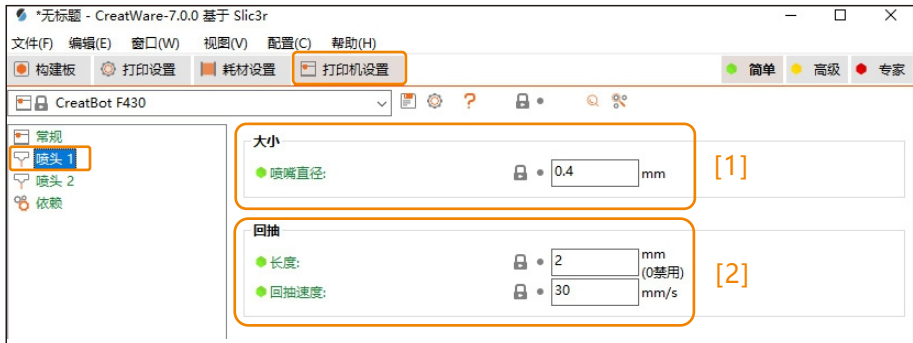 *无标题 - CreatWare-7.0.0 基于 Slic3r
文件(F) 编辑(E) 窗口(W) 视图(V) 配置(C) 帮助(H)
构建板 打印设置 耗材设置 打印机设置 简单 高级 专家
CreatBot F430
常规
喷头 1
喷头 2
依赖
大小
喷嘴直径: 0.4 mm
[1]
回抽
长度: 2 mm
(0禁用)
回抽速度: 30 mm/s
[2]